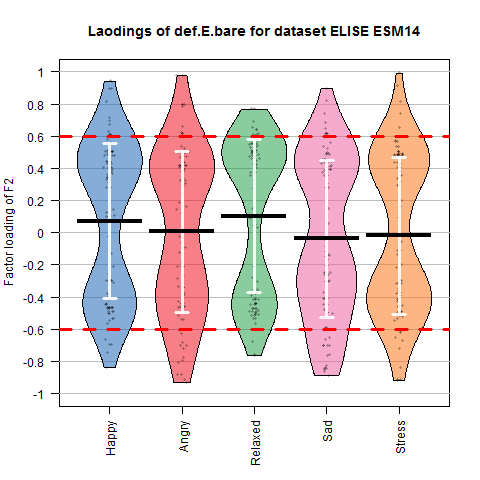 Laodings of def.E.bare for dataset ELISE ESM14
Factor loading of F2
1
0.8
0.6
0.4
0.2
0
-0.2
-0.4
-0.6
-0.8
-1
Happy
Angry
Relaxed
Sad
Stress